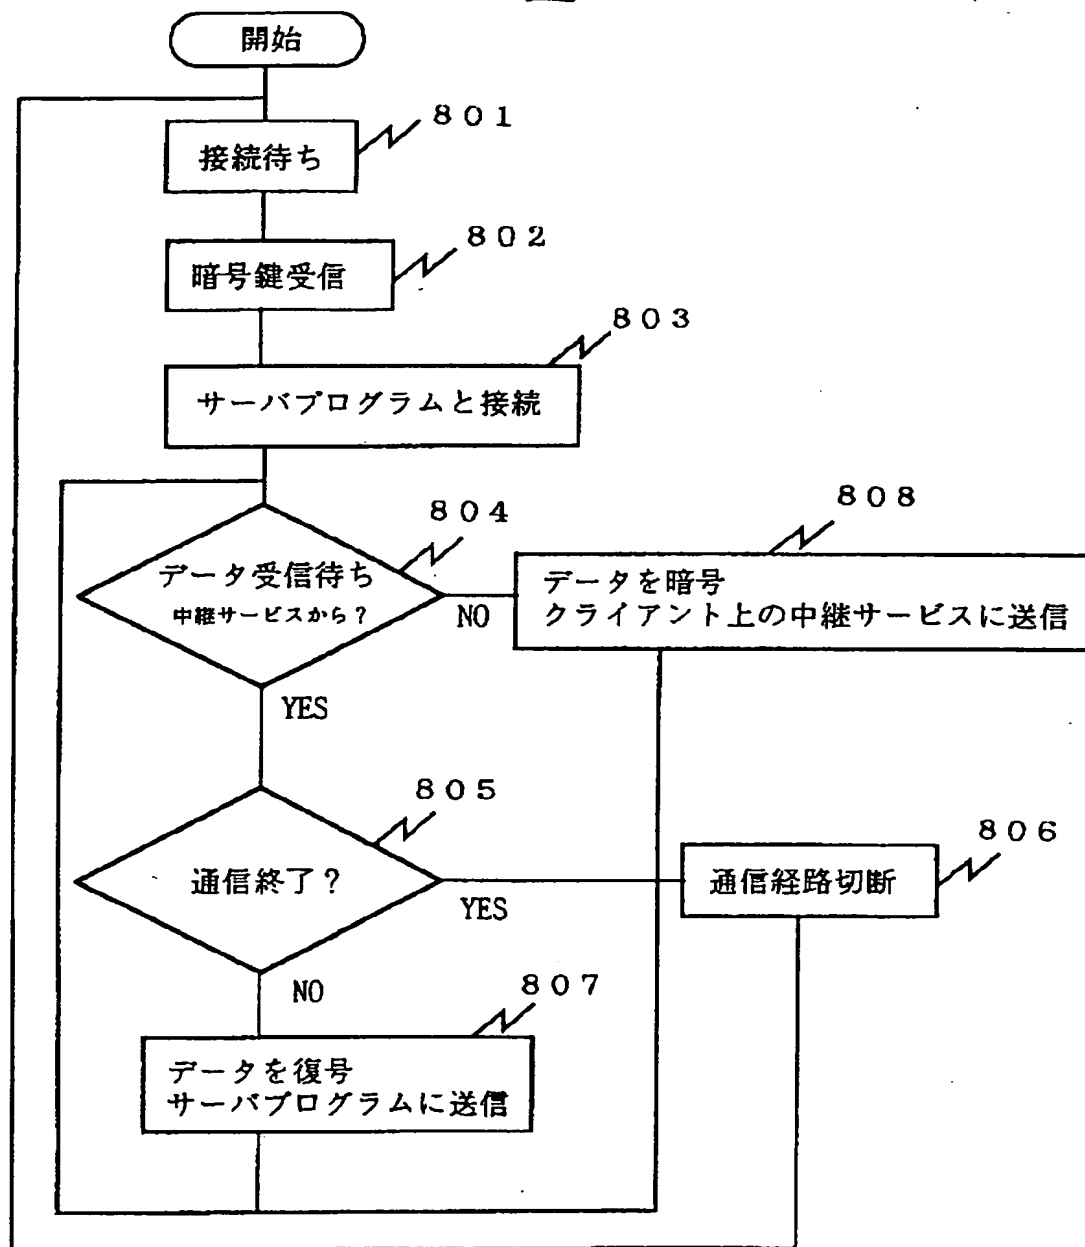 開始
801
接続待ち
802
暗号鍵受信
803
サーバプログラムと接続
804
データ受信待ち
中継サービスから？
NO
808
データを暗号
クライアント上の中継サービスに送信
YES
805
通信終了？
YES
806
通信経路切断
NO
807
データを復号
サーバプログラムに送信